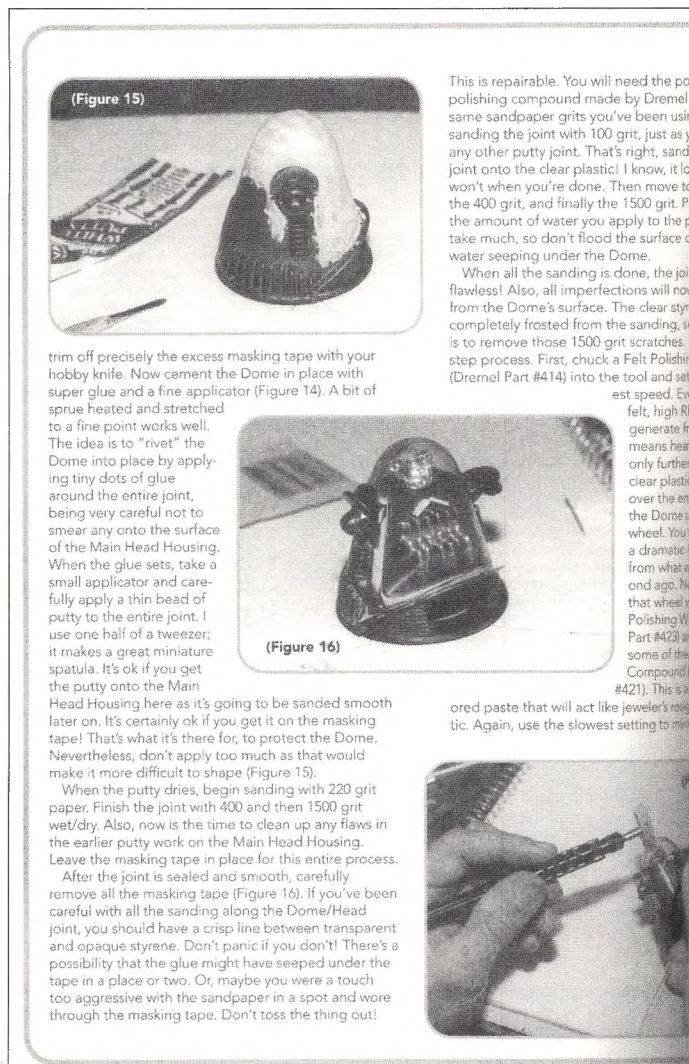 (Figure 15)
trim off precisely the excess masking tape with your
hobby knife. Now cement the Dome in place with
super glue and a fine applicator (Figure 14). A bit of
sprue heated and stretched
to a fine point works well.
The idea is to "rivet" the
Dome into place by apply-
ing tiny dots of glue
around the entire joint,
being very careful not to
smear any onto the surface
of the Main Head Housing.
When the glue sets, take a
small applicator and care-
fully apply a thin bead of
putty to the entire joint. I
use one half of a tweezer;
it makes a great miniature
spatula. It's ok if you get
the putty onto the Main
Head Housing here as it's going to be sanded smooth
later on. It's certainly ok if you get it on the masking
tape! That's what it's there for, to protect the Dome.
Nevertheless, don't apply too much as that would
make it more difficult to shape (Figure 15).
When the putty dries, begin sanding with 220 grit
paper. Finish the joint with 400 and then 1500 grit
wet/dry. Also, now is the time to clean up any flaws in
the earlier putty work on the Main Head Housing.
Leave the masking tape in place for this entire process.
After the joint is sealed and smooth, carefully
remove all the masking tape (Figure 16). If you've been
careful with all the sanding along the Dome/Head
joint, you should have a crisp line between transparent
and opaque styrene. Don't panic if you don't! There's a
possibility that the glue might have seeped under the
tape in a place or two. Or, maybe you were a touch
too aggressive with the sandpaper in a spot and wore
through the masking tape. Don't toss the thing out!
(Figure 16)
This is repairable. You will need the
polishing compound made by Dremel
same sandpaper grits you've been
sanding the joint with 100 grit, just as
any other putty joint. That's right, sand
joint onto the clear plastic! I know, it
won't when you're done. Then move to
the 400 grit, and finally the 1500 grit.
the amount of water you apply to the
take much, so don't flood the surface
water seeping under the Dome.
When all the sanding is done, the
flawless! Also, all imperfections will
from the Dome's surface. The clear
completely frosted from the sanding,
is to remove those 1500 grit scratches.
step process. First, chuck a Felt
(Dremel Part #414) into the tool and
est speed.
felt, high
generate
means
only
clear
over the
the Dome
wheel. You
a dramatic
from what
ond ago.
that wheel
Polishing
Part #423)
some of the
Compound
#421). This is
ored paste that will act like jeweler's
tic. Again, use the slowest setting to